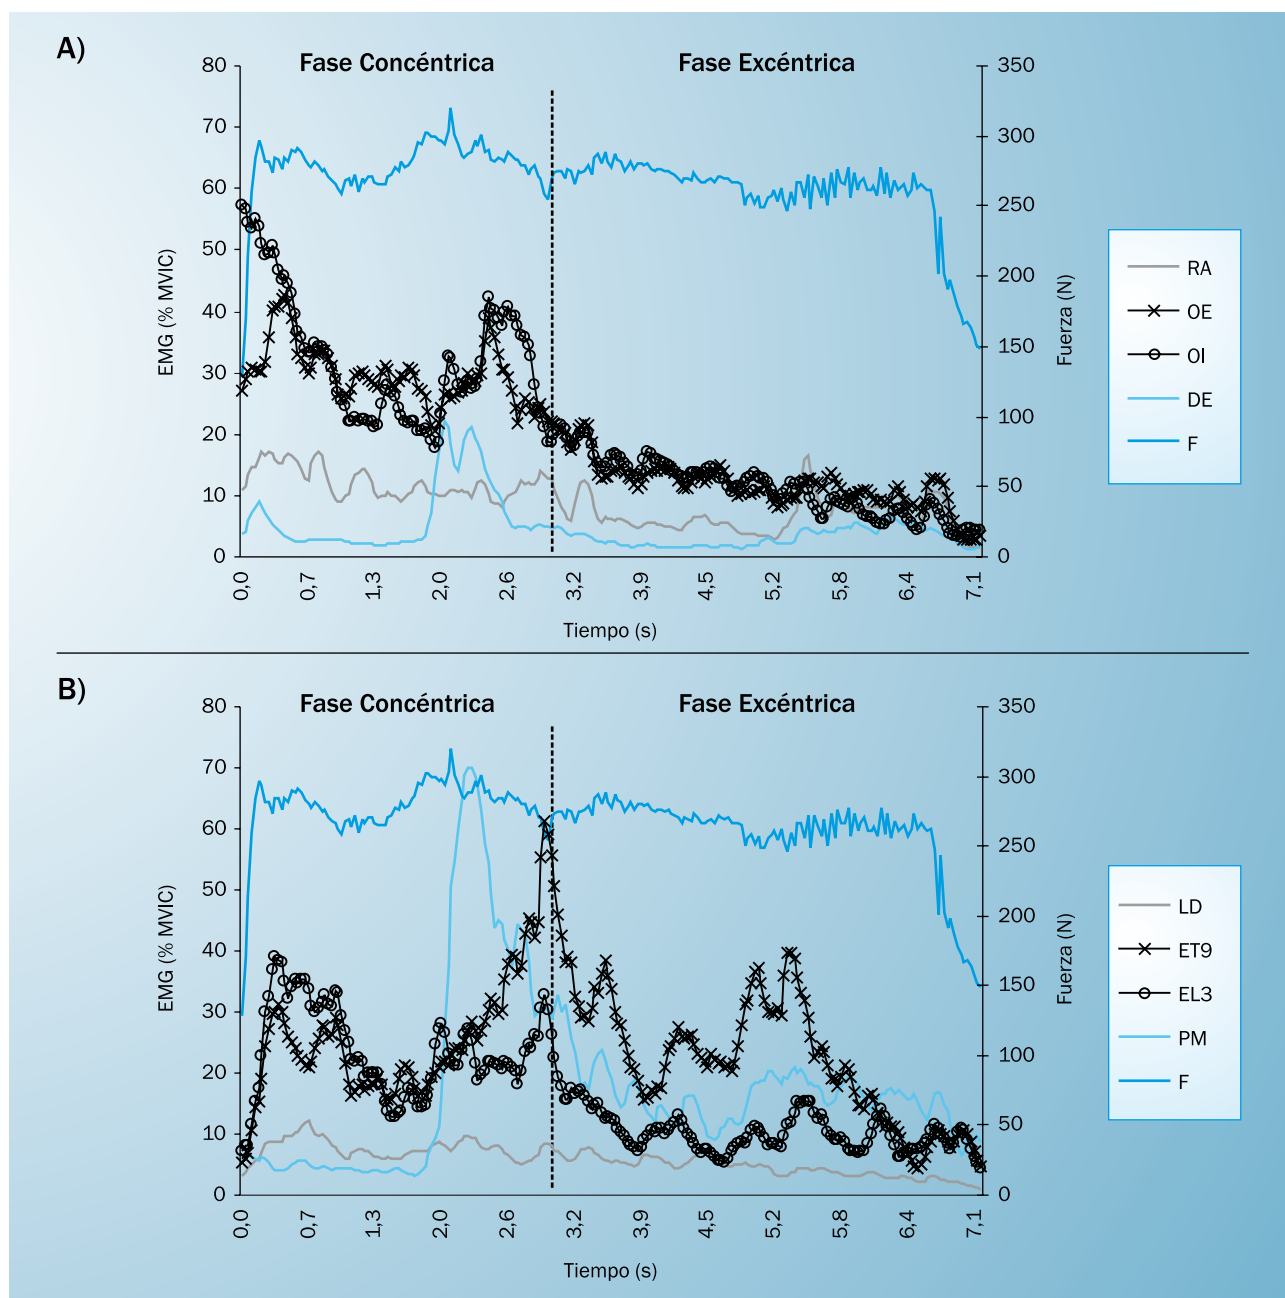 A)
Fase Concéntrica
Fase Excéntrica
80
70
60
50
40
30
20
10
0
EMG (% MVIC)
350
300
250
200
150
100
50
0
Fuerza (N)
0,0
0,7
1,3
2,0
2,6
3,2
3,9
4,5
5,2
5,8
6,4
7,1
Tiempo (s)
RA
OE
OI
DE
F
B)
Fase Concéntrica
Fase Excéntrica
80
70
60
50
40
30
20
10
0
EMG (% MVIC)
350
300
250
200
150
100
50
0
Fuerza (N)
0,0
0,7
1,3
2,0
2,6
3,2
3,9
4,5
5,2
5,8
6,4
7,1
Tiempo (s)
LD
ET9
EL3
PM
F